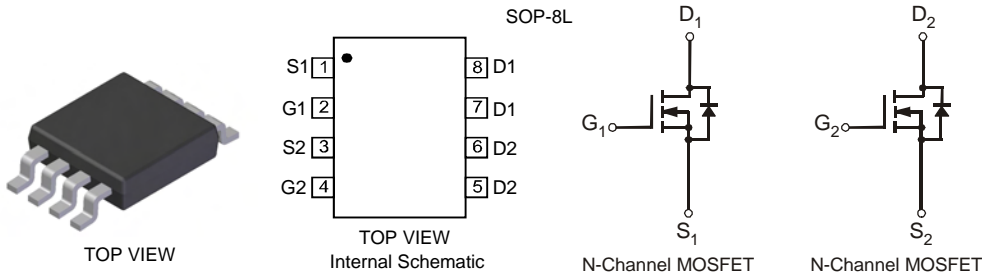 SOP-8L
S1 1
8 D1
G1 2
7 D1
S2 3
6 D2
G2 4
5 D2
TOP VIEW
TOP VIEW
Internal Schematic
D1
G1
S1
N-Channel MOSFET
D2
G2
S2
N-Channel MOSFET